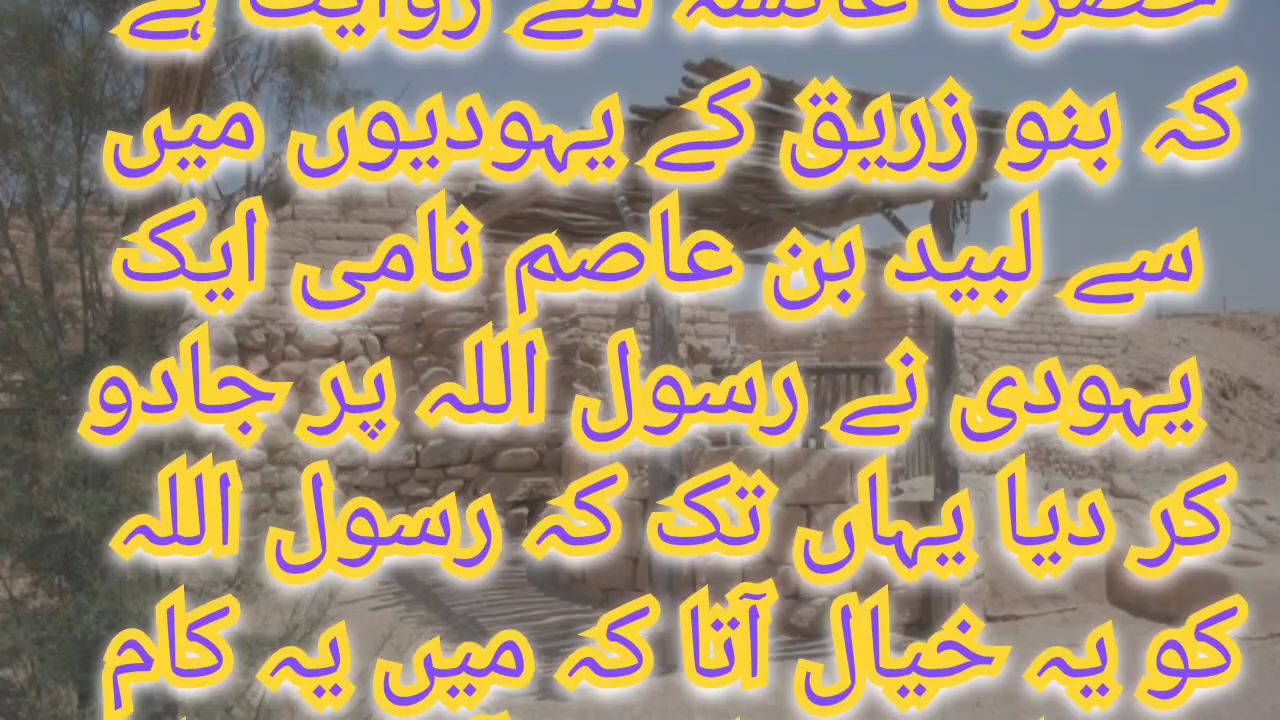 حضرت عائشہ سے روایت ہے
کہ بنو زریق کے یہودیوں میں
سے لبید بن عاصم نامی ایک
یہودی نے رسول اللہ پر جادو
کر دیا یہاں تک کہ رسول اللہ
کو یہ خیال آتا کہ میں یہ کام